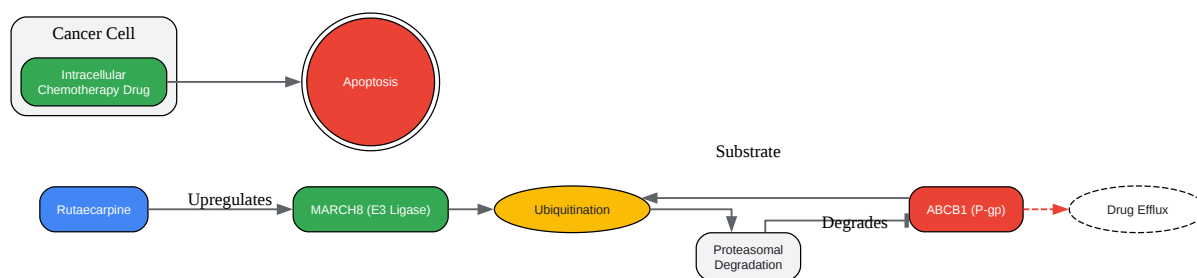 Cancer Cell
Intracellular
Chemotherapy Drug
Apoptosis
Substrate
Rutaecarpine
Upregulates
MARCH8 (E3 Ligase)
Ubiquitination
ABCB1 (P-gp)
Drug Efflux
Degrades
Proteasomal
Degradation